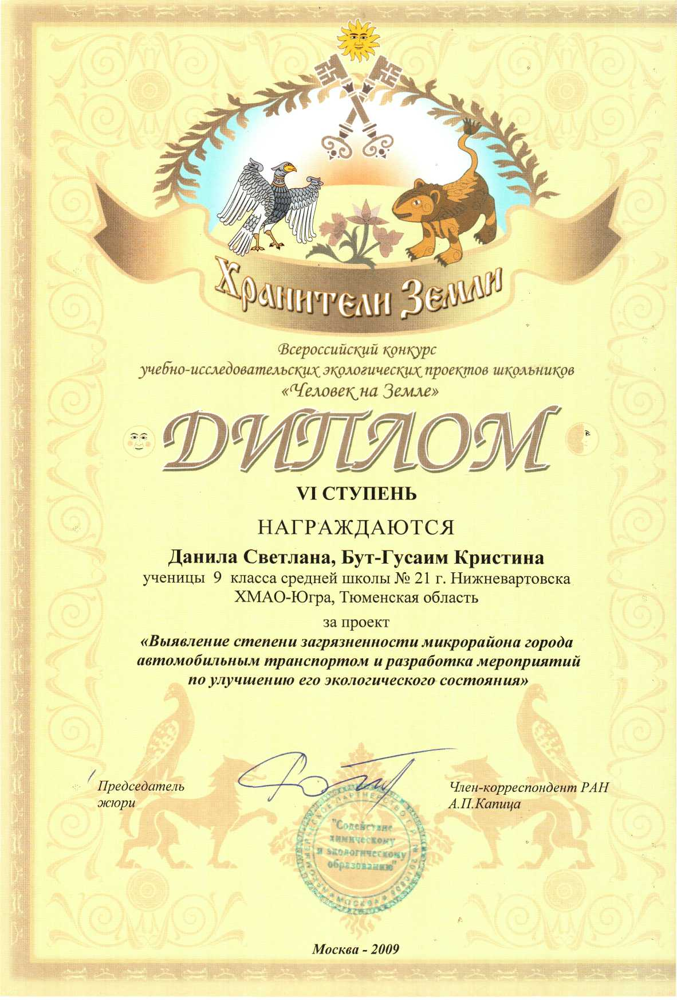 Хранители Земли
Всероссийский конкурс
учебно-исследовательских экологических проектов школьников
«Человек на Земле»
ДИПЛОМ
VI СТУПЕНЬ
НАГРАЖДАЮТСЯ
Данила Светлана, Бут-Гусаим Кристина
ученицы 9 класса средней школы № 21 г. Нижневартовска
ХМАО-Югра, Тюменская область
за проект
«Выявление степени загрязненности микрорайона города
автомобильным транспортом и разработка мероприятий
по улучшению его экологического состояния»
Председатель
жюри
Член-корреспондент РАН
А.П.Капица
НЕКОММЕРЧЕСКОЕ ПАРТНЕРСТВО
"Содействие
химическому
и экологическому
образованию"
МОСКВА
Москва - 2009